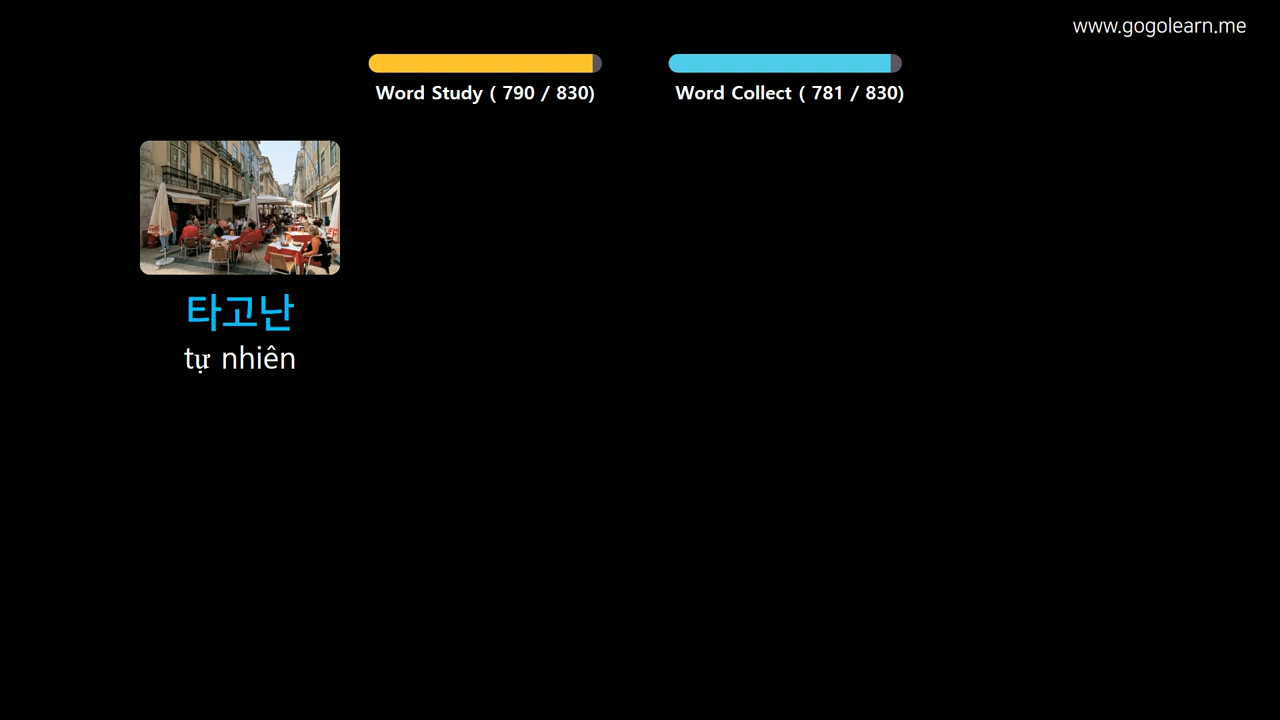 www.gogolearn.me
Word Study ( 790 / 830)
Word Collect ( 781 / 830)
타고난
tự nhiên